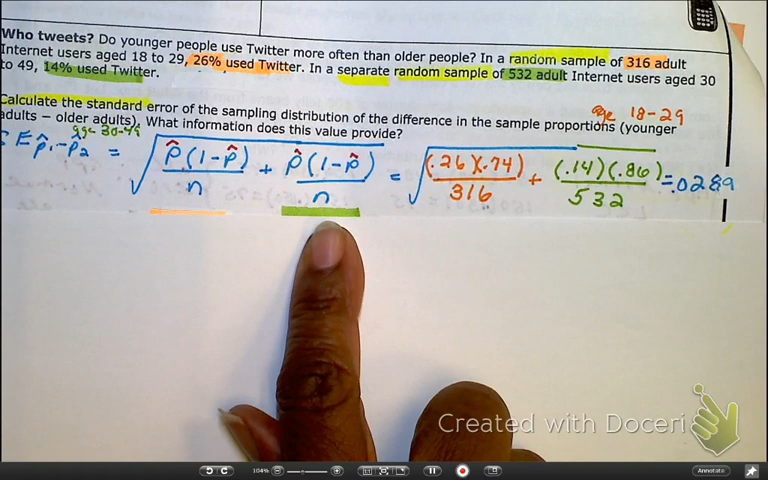 Who tweets? Do younger people use Twitter more often than older people? In a random sample of 316 adult
Internet users aged 18 to 29, 26% used Twitter. In a separate random sample of 532 adult Internet users aged 30
to 49, 14% used Twitter.
age 18-29
Calculate the standard error of the sampling distribution of the difference in the sample proportions (younger
adults – older adults). What information does this value provide?
age 30-49
SE p̂₁-p̂₂ = √ p̂(1-p̂)/n + p̂(1-p̂)/n = √ (.26)(.74)/316 + (.14)(.86)/532 = .0289
Created with Doceri
104%
Annotate